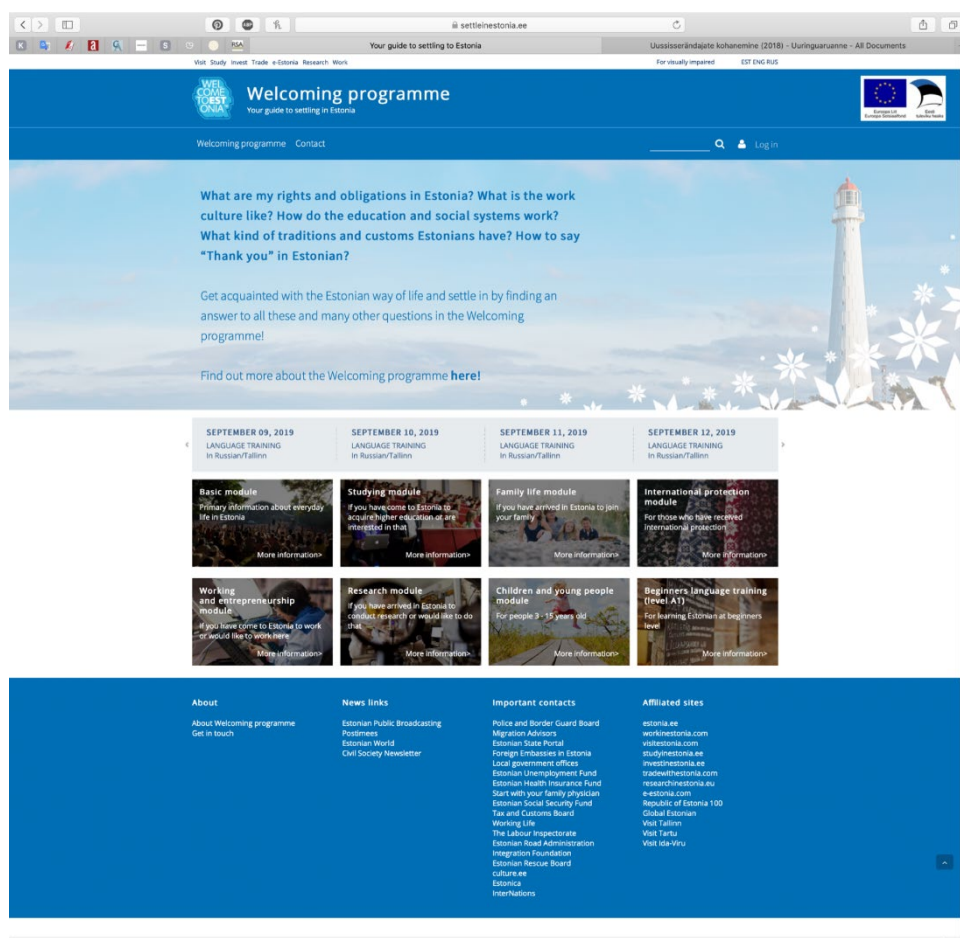 settleinestonia.ee
RSA
Your guide to settling to Estonia
Uussisserändajate kohanemine (2018) - Uuringuaruanne - All Documents
Visit Study Invest Trade e-Estonia Research Work
For visually impaired EST ENG RUS
WEL
COME
TO EST
ONIA
Welcoming programme
Your guide to settling in Estonia
Euroopa Liit
Euroopa Sotsiaalfond
Eesti
tuleviku heaks
Welcoming programme Contact
Log in
What are my rights and obligations in Estonia? What is the work
culture like? How do the education and social systems work?
What kind of traditions and customs Estonians have? How to say
“Thank you” in Estonian?
Get acquainted with the Estonian way of life and settle in by finding an
answer to all these and many other questions in the Welcoming
programme!
Find out more about the Welcoming programme here!
SEPTEMBER 09, 2019
LANGUAGE TRAINING
In Russian/Tallinn
SEPTEMBER 10, 2019
LANGUAGE TRAINING
In Russian/Tallinn
SEPTEMBER 11, 2019
LANGUAGE TRAINING
In Russian/Tallinn
SEPTEMBER 12, 2019
LANGUAGE TRAINING
In Russian/Tallinn
Basic module
Primary information about everyday
life in Estonia
More information>
Studying module
If you have come to Estonia to
acquire higher education or are
interested in that
More information>
Family life module
If you have arrived in Estonia to join
your family
More information>
International protection
module
For those who have received
international protection
More information>
Working
and entrepreneurship
module
If you have come to Estonia to work
or would like to work here
More information>
Research module
If you have arrived in Estonia to
conduct research or would like to do
that
More information>
Children and young people
module
For people 3 - 15 years old
More information>
Beginners language training
(level A1)
For learning Estonian at beginners
level
More information>
About
About Welcoming programme
Get in touch
News links
Estonian Public Broadcasting
Postimees
Estonian World
Civil Society Newsletter
Important contacts
Police and Border Guard Board
Migration Advisors
Estonian State Portal
Foreign Embassies in Estonia
Local government offices
Estonian Unemployment Fund
Estonian Health Insurance Fund
Start with your family physician
Estonian Social Security Fund
Tax and Customs Board
Working Life
The Labour Inspectorate
Estonian Road Administration
Integration Foundation
Estonian Rescue Board
culture.ee
Estonica
InterNations
Affiliated sites
estonia.ee
workinestonia.com
visitestonia.com
studyinestonia.ee
investinestonia.ee
tradewithestonia.com
researchinestonia.eu
e-estonia.com
Republic of Estonia 100
Global Estonian
Visit Tallinn
Visit Tartu
Visit Ida-Viru